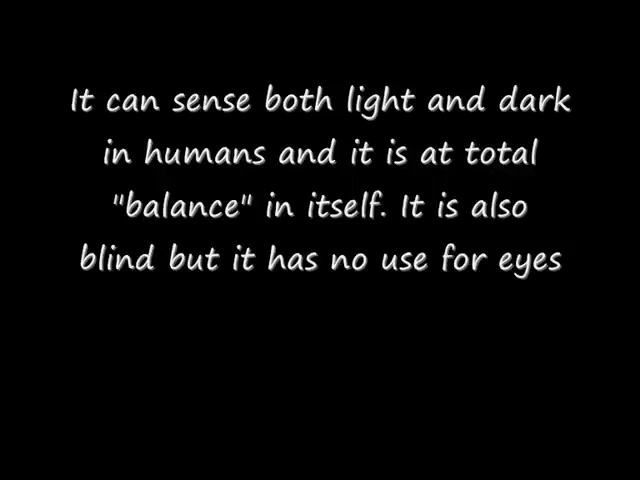 It can sense both light and dark
in humans and it is at total
"balance" in itself. It is also
blind but it has no use for eyes